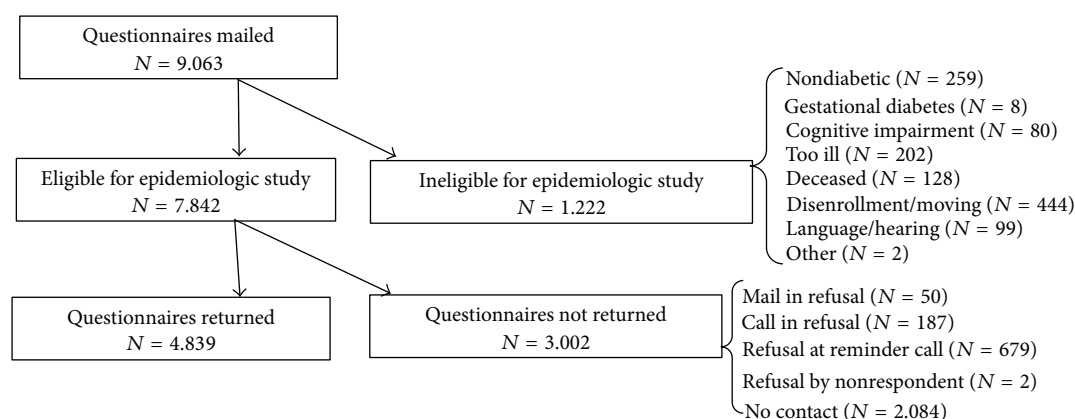 Questionnaires mailed
N = 9.063
Nondiabetic (N = 259)
Gestational diabetes (N = 8)
Cognitive impairment (N = 80)
Too ill (N = 202)
Deceased (N = 128)
Disenrollment/moving (N = 444)
Language/hearing (N = 99)
Other (N = 2)
Eligible for epidemiologic study
N = 7.842
Ineligible for epidemiologic study
N = 1.222
Questionnaires returned
N = 4.839
Questionnaires not returned
N = 3.002
Mail in refusal (N = 50)
Call in refusal (N = 187)
Refusal at reminder call (N = 679)
Refusal by nonrespondent (N = 2)
No contact (N = 2.084)